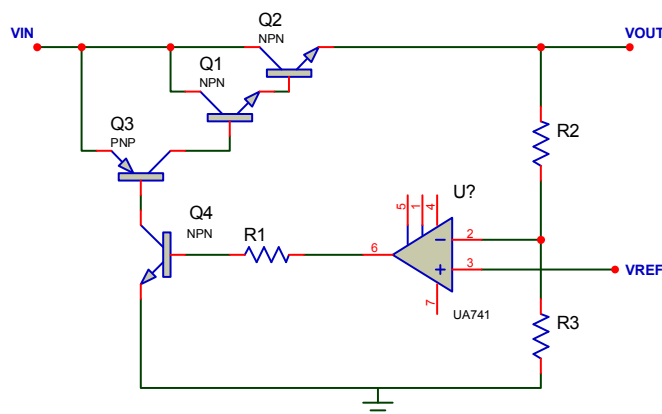 Q2
VIN
NPN
VOUT
Q1
NPN
Q3
PNP
R2
U?
5
1
4
Q4
NPN
R1
6
2
3
VREF
7
UA741
R3